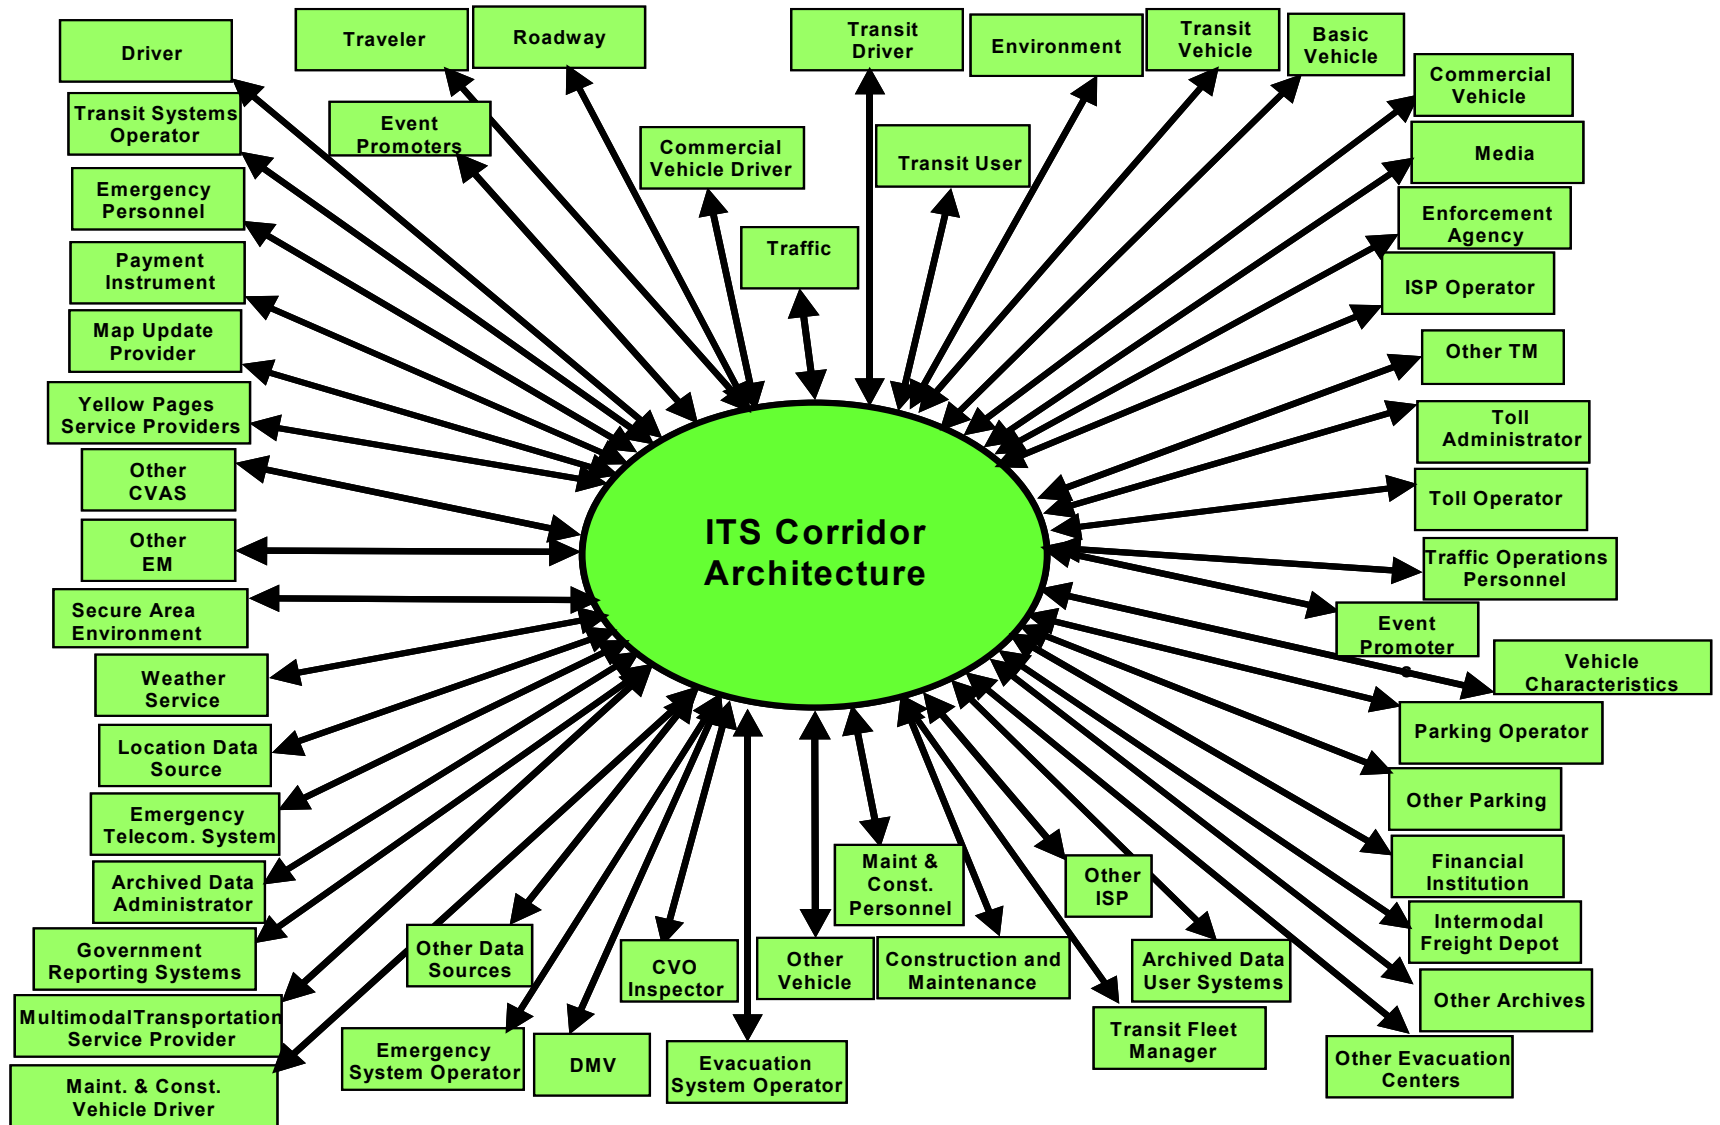 Driver
Traveler
Roadway
Transit
Driver
Environment
Transit
Vehicle
Basic
Vehicle
Commercial
Vehicle
Transit Systems
Operator
Event
Promoters
Commercial
Vehicle Driver
Transit User
Media
Emergency
Personnel
Enforcement
Agency
Traffic
Payment
Instrument
ISP Operator
Map Update
Provider
Other TM
Yellow Pages
Service Providers
Toll
Administrator
Other
CVAS
Toll Operator
ITS Corridor
Architecture
Other
EM
Traffic Operations
Personnel
Secure Area
Environment
Event
Promoter
s
Vehicle
Characteristics
Weather
Service
Parking Operator
Location Data
Source
Other Parking
Emergency
Telecom. System
Maint &
Const.
Personnel
Other
ISP
Financial
Institution
Archived Data
Administrator
Intermodal
Freight Depot
Government
Reporting Systems
Other Data
Sources
CVO
Inspector
Other
Vehicle
Construction and
Maintenance
Archived Data
User Systems
Other Archives
MultimodalTransportation
Service Provider
Transit Fleet
Manager
Emergency
System Operator
DMV
Evacuation
System Operator
Other Evacuation
Centers
Maint. & Const.
Vehicle Driver